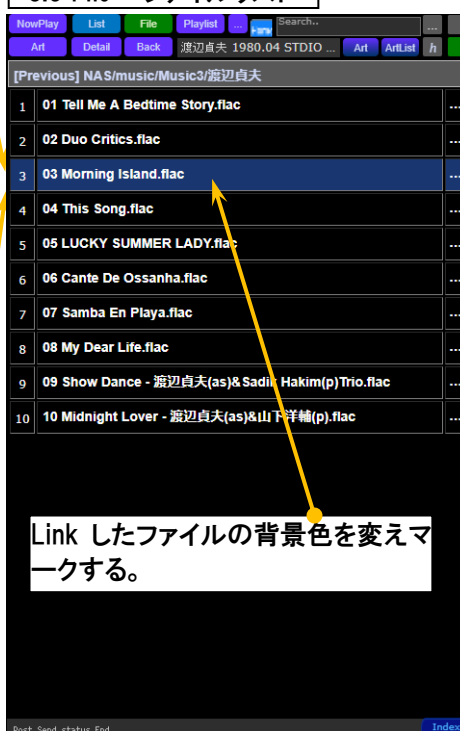 NowPlay List File Playlist ... Search.. ...
Art Detail Back 渡辺貞夫 1980.04 STDIO ... Art ArtList h
[Previous] NAS/music/Music3/渡辺貞夫
1 01 Tell Me A Bedtime Story.flac ...
2 02 Duo Critics.flac ...
3 03 Morning Island.flac ...
4 04 This Song.flac ...
5 05 LUCKY SUMMER LADY.flac ...
6 06 Cante De Ossanha.flac ...
7 07 Samba En Playa.flac ...
8 08 My Dear Life.flac ...
9 09 Show Dance - 渡辺貞夫(as)&Sadik Hakim(p)Trio.flac ...
10 10 Midnight Lover - 渡辺貞夫(as)&山下洋輔(p).flac ...
Link したファイルの背景色を変えマ
ークする。
Post Send status End
Index